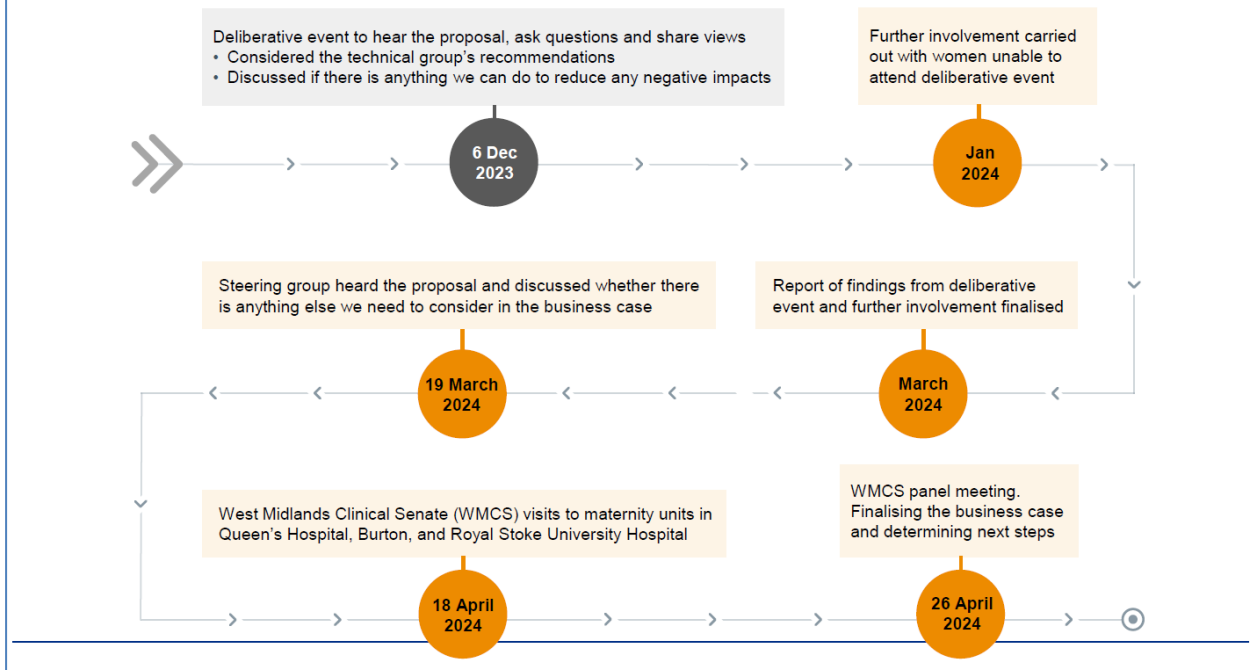 Deliberative event to hear the proposal, ask questions and share views
• Considered the technical group's recommendations
• Discussed if there is anything we can do to reduce any negative impacts
6 Dec
2023
Further involvement carried
out with women unable to
attend deliberative event
Jan
2024
Report of findings from deliberative
event and further involvement finalised
March
2024
Steering group heard the proposal and discussed whether there
is anything else we need to consider in the business case
19 March
2024
West Midlands Clinical Senate (WMCS) visits to maternity units in
Queen's Hospital, Burton, and Royal Stoke University Hospital
18 April
2024
WMCS panel meeting.
Finalising the business case
and determining next steps
26 April
2024